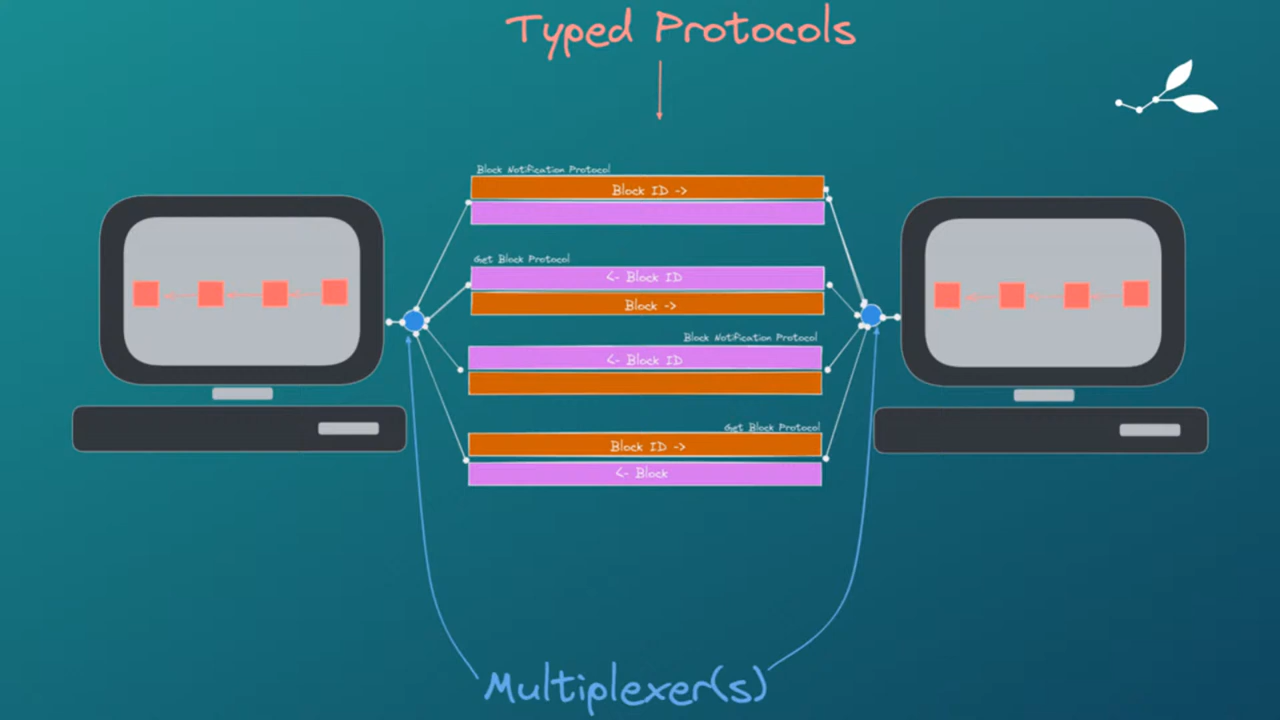 Typed Protocols
Block Notification Protocol
Block ID ->
Get Block Protocol
<- Block ID
Block ->
Block Notification Protocol
<- Block ID
Get Block Protocol
Block ID ->
<- Block
Multiplexer(s)